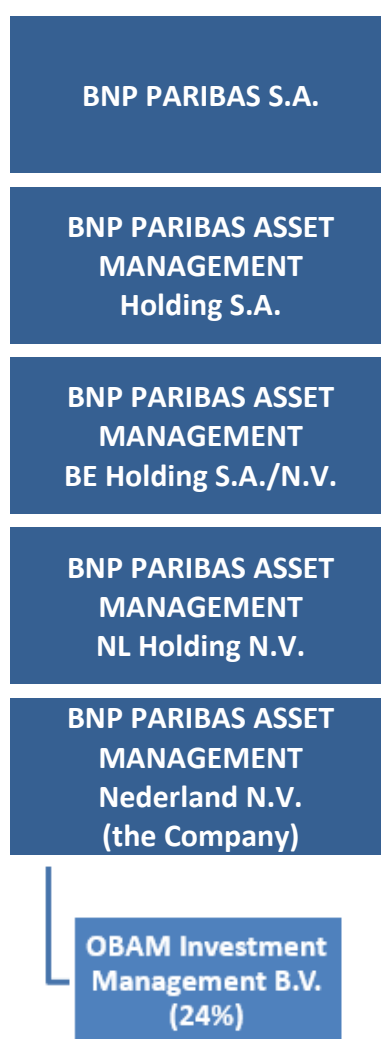 BNP PARIBAS S.A.
BNP PARIBAS ASSET
MANAGEMENT
Holding S.A.
BNP PARIBAS ASSET
MANAGEMENT
BE Holding S.A./N.V.
BNP PARIBAS ASSET
MANAGEMENT
NL Holding N.V.
BNP PARIBAS ASSET
MANAGEMENT
Nederland N.V.
(the Company)
OBAM Investment
Management B.V.
(24%)